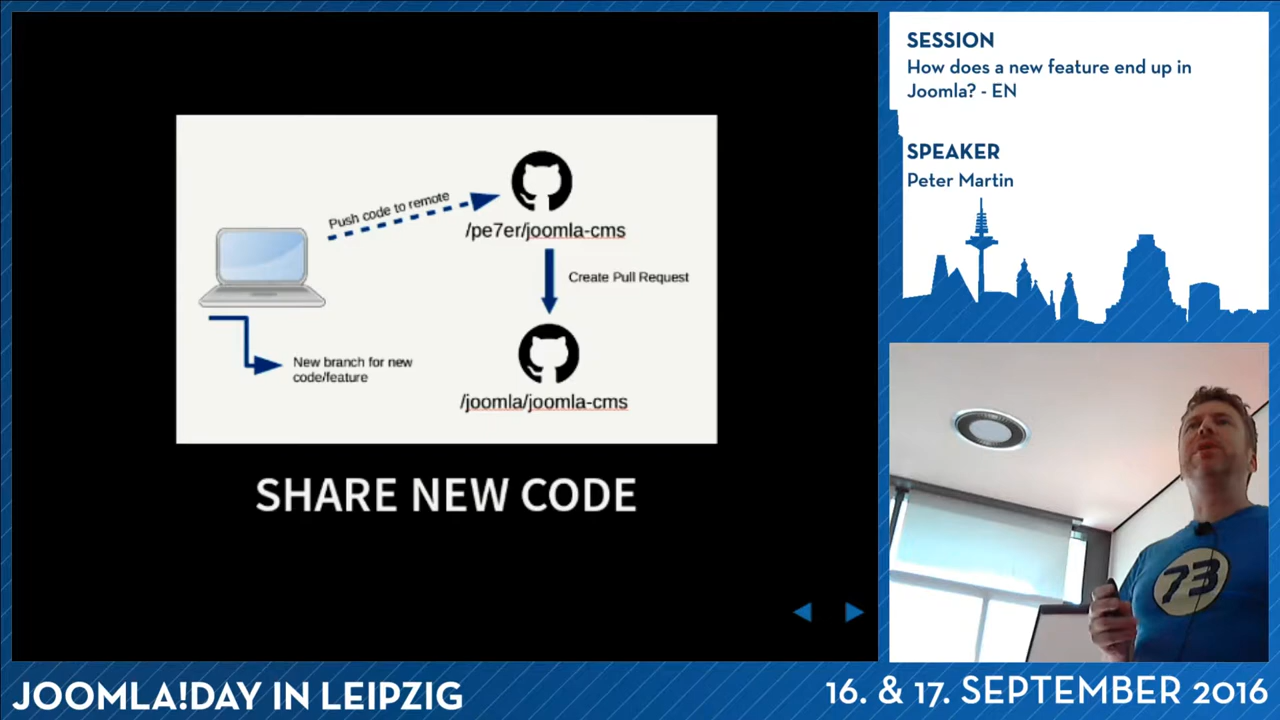 Push code to remote
/pe7er/joomla-cms
Create Pull Request
New branch for new
code/feature
/joomla/joomla-cms
SHARE NEW CODE
SESSION
How does a new feature end up in
Joomla? - EN
SPEAKER
Peter Martin
73
JOOMLA!DAY IN LEIPZIG
16. & 17. SEPTEMBER 2016